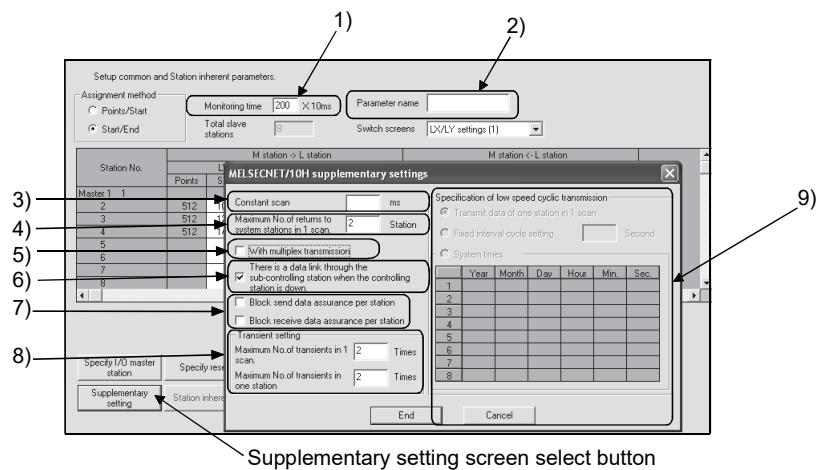 1)
2)
Setup common and Station inherent parameters.
Assignment method
Points/Start
Start/End
Monitoring time 200 X10ms
Parameter name
Total slave stations 8
Switch screens LX/LY settings (1)
Station No.
M station -> L station
M station <- L station
Points
Master 1 1
2 512
3 512
4 512
5
6
7
8
MELSECNET/10H supplementary settings
3)
Constant scan ms
4)
Maximum No.of returns to
system stations in 1 scan. 2 Station
5)
With multiplex transmission
6)
There is a data link through the
sub-controlling station when the controlling
station is down.
7)
Block send data assurance per station
Block receive data assurance per station
8)
Transient setting
Maximum No.of transients in 1
scan. 2 Times
Maximum No.of transients in
one station 2 Times
9)
Specification of low speed cyclic transmission
Transmit data of one station in 1 scan
Fixed interval cycle
setting Second
System times
Year Month Day Hour Min. Sec.
1
2
3
4
5
6
7
8
End
Cancel
Specify I/O master
station
Specify rese
Supplementary
setting
Station inhere
Supplementary setting screen select button